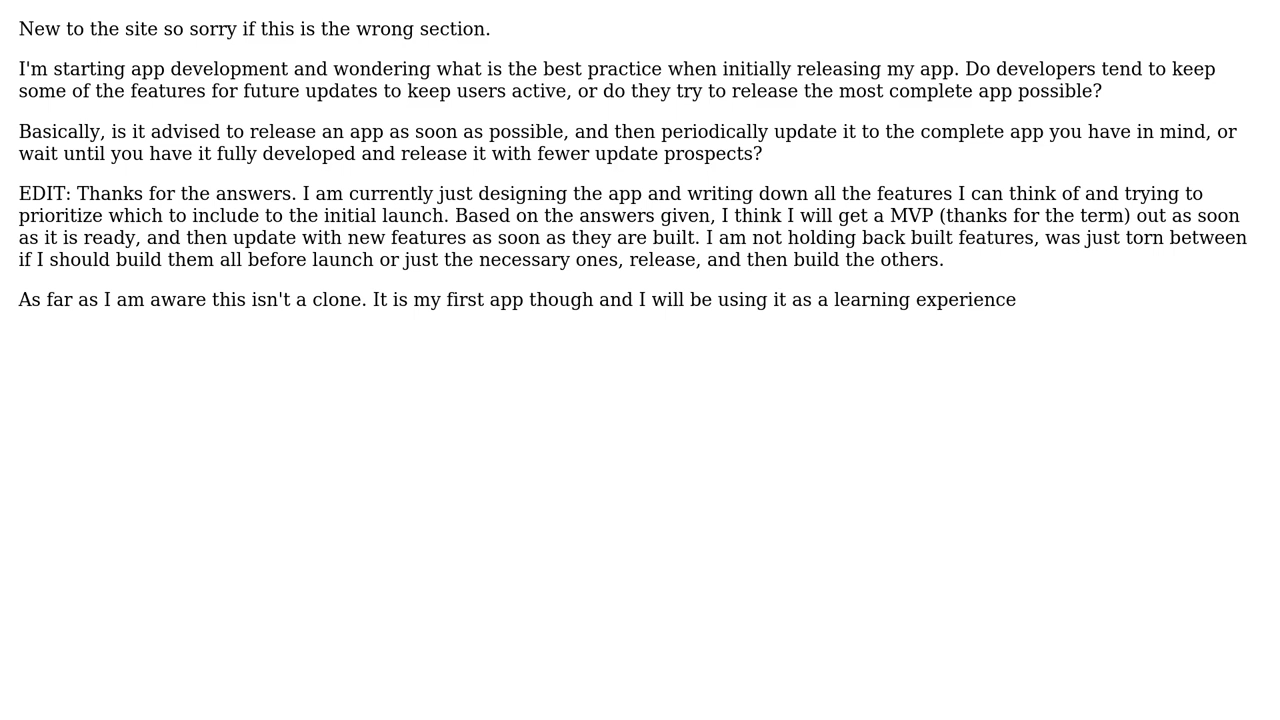 New to the site so sorry if this is the wrong section.
I'm starting app development and wondering what is the best practice when initially releasing my app. Do developers tend to keep
some of the features for future updates to keep users active, or do they try to release the most complete app possible?
Basically, is it advised to release an app as soon as possible, and then periodically update it to the complete app you have in mind, or
wait until you have it fully developed and release it with fewer update prospects?
EDIT: Thanks for the answers. I am currently just designing the app and writing down all the features I can think of and trying to
prioritize which to include to the initial launch. Based on the answers given, I think I will get a MVP (thanks for the term) out as soon
as it is ready, and then update with new features as soon as they are built. I am not holding back built features, was just torn between
if I should build them all before launch or just the necessary ones, release, and then build the others.
As far as I am aware this isn't a clone. It is my first app though and I will be using it as a learning experience